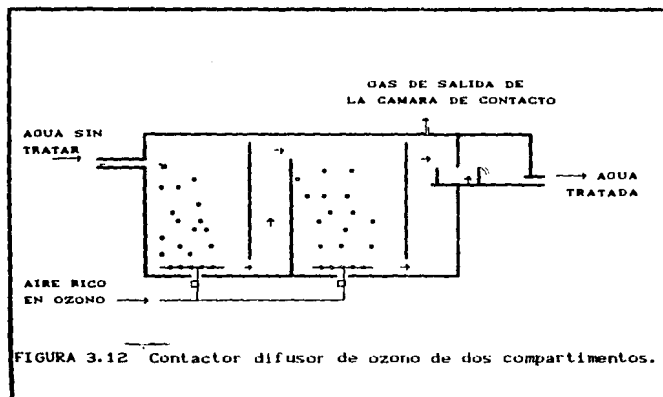 GAS DE SALIDA DE
LA CAMARA DE CONTACTO
AGUA SIN
TRATAR
AGUA
TRATADA
AIRE RICO
EN OZONO
FIGURA 3.12 Contactor difusor de ozono de dos compartimentos.